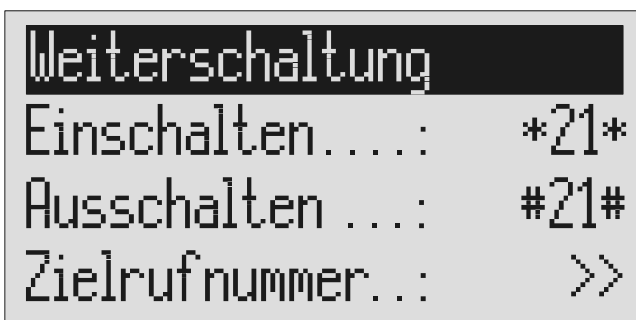 Weiterschaltung
Einschalten....: *21*
Ausschalten ...: #21#
Zielrufnummer..: >>